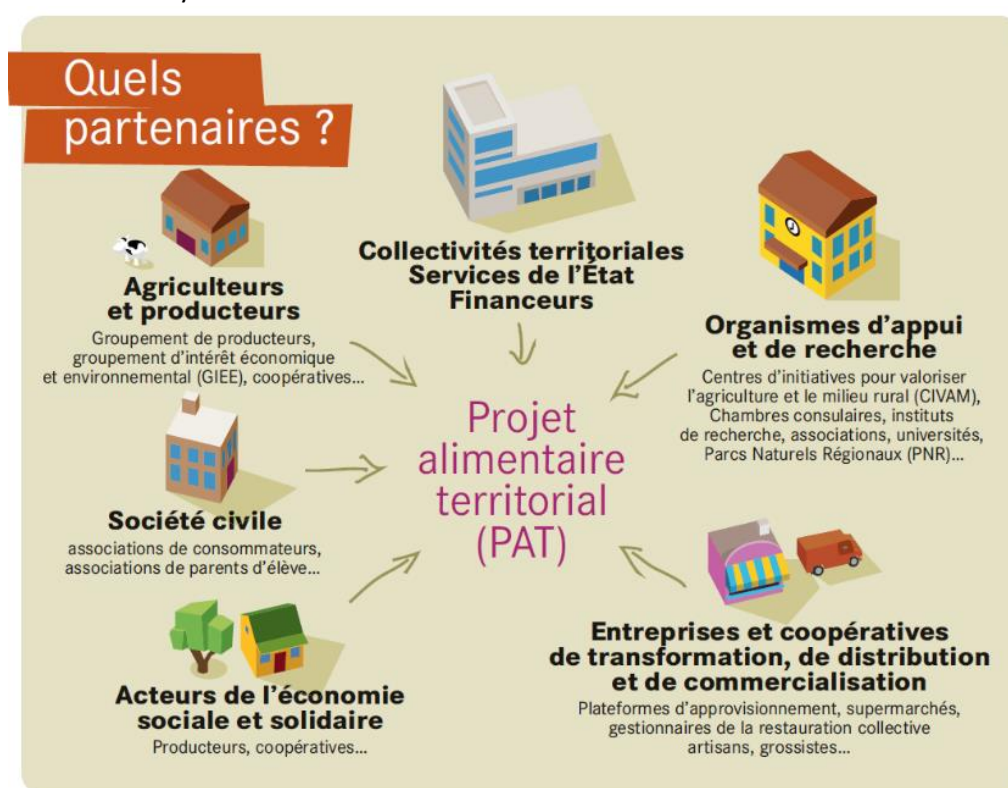 Quels
partenaires ?
Collectivités territoriales
Services de l'État
Financeurs
Agriculteurs
et producteurs
Groupement de producteurs,
groupement d'intérêt économique
et environnemental (GIEE), coopératives...
Organismes d'appui
et de recherche
Centres d'initiatives pour valoriser
l'agriculture et le milieu rural (CIVAM),
Chambres consulaires, instituts
de recherche, associations, universités,
Parcs Naturels Régionaux (PNR)...
Projet
alimentaire
territorial
(PAT)
Société civile
associations de consommateurs,
associations de parents d'élève...
Acteurs de l'économie
sociale et solidaire
Producteurs, coopératives...
Entreprises et coopératives
de transformation, de distribution
et de commercialisation
Plateformes d'approvisionnement, supermarchés,
gestionnaires de la restauration collective
artisans, grossistes...